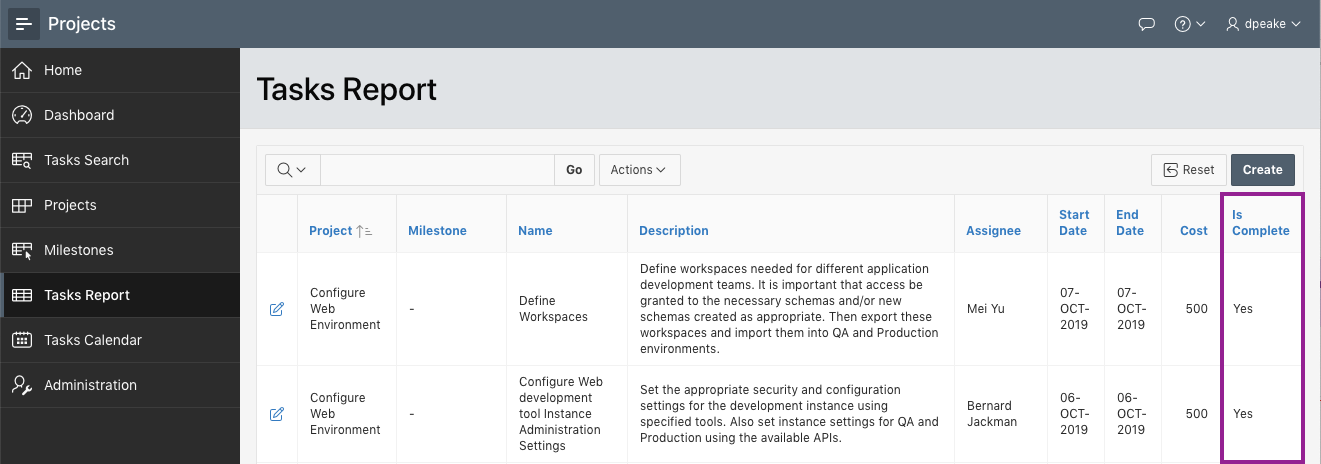 Projects
dpeake
Home
Dashboard
Tasks Search
Projects
Milestones
Tasks Report
Tasks Calendar
Administration
Tasks Report
Go
Actions
Reset
Create
Project
Milestone
Name
Description
Assignee
Start
Date
End
Date
Cost
Is
Complete
Configure
Web
Environment
-
Define
Workspaces
Define workspaces needed for different application
development teams. It is important that access be
granted to the necessary schemas and/or new
schemas created as appropriate. Then export these
workspaces and import them into QA and Production
environments.
Mei Yu
07-
OCT-
2019
07-
OCT-
2019
500
Yes
Configure
Web
Environment
-
Configure Web
development
tool Instance
Administration
Settings
Set the appropriate security and configuration
settings for the development instance using
specified tools. Also set instance settings for QA and
Production using the available APIs.
Bernard
Jackman
06-
OCT-
2019
06-
OCT-
2019
500
Yes